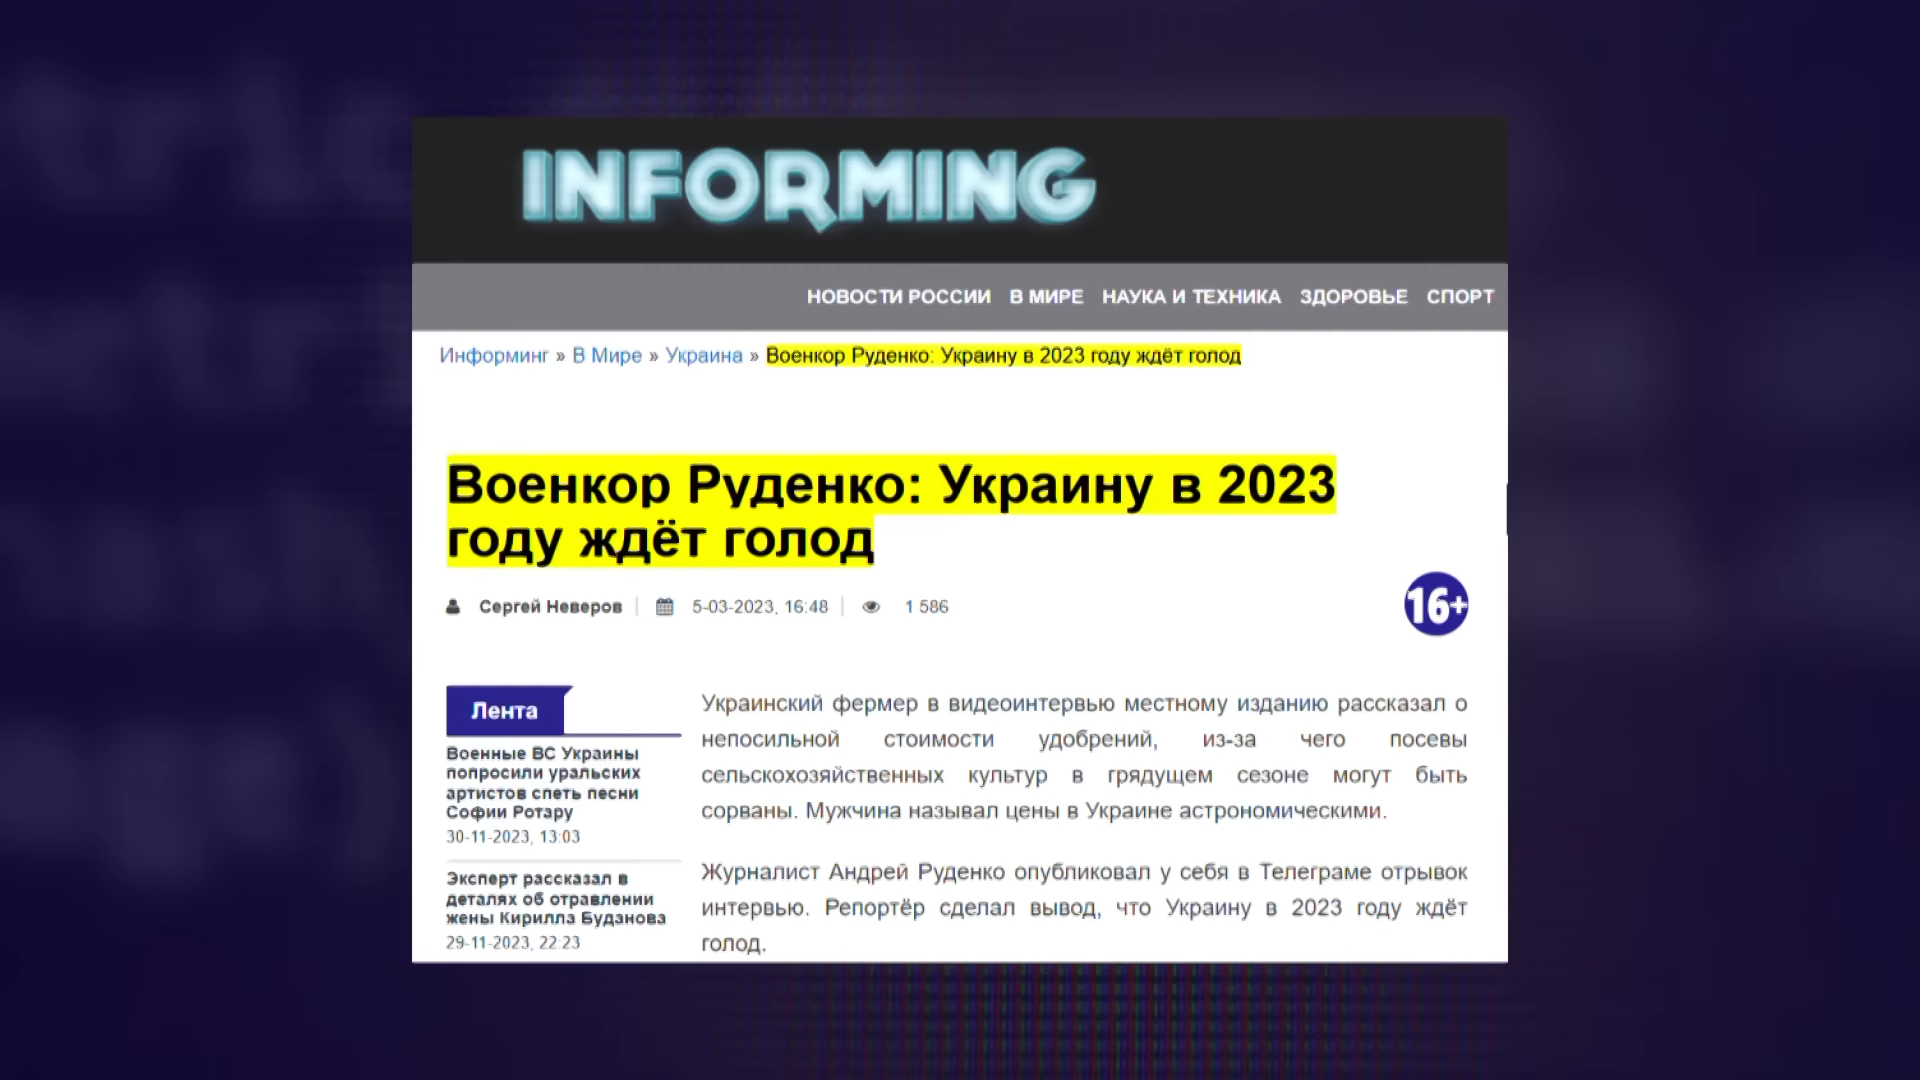 INFORMING
НОВОСТИ РОССИИ В МИРЕ НАУКА И ТЕХНИКА ЗДОРОВЬЕ СПОРТ
Информинг » В Мире » Украина » Военкор Руденко: Украину в 2023 году ждёт голод
Военкор Руденко: Украину в 2023
году ждёт голод
Сергей Неверов 5-03-2023, 16:48 1 586
16+
Лента
Военные ВС Украины
попросили уральских
артистов спеть песни
Софии Ротару
30-11-2023, 13:03
Эксперт рассказал в
деталях об отравлении
жены Кирилла Буданова
29-11-2023, 22:23
Украинский фермер в видеоинтервью местному изданию рассказал о
непосильной стоимости удобрений, из-за чего посевы
сельскохозяйственных культур в грядущем сезоне могут быть
сорваны. Мужчина называл цены в Украине астрономическими.
Журналист Андрей Руденко опубликовал у себя в Телеграме отрывок
интервью. Репортёр сделал вывод, что Украину в 2023 году ждёт
голод.